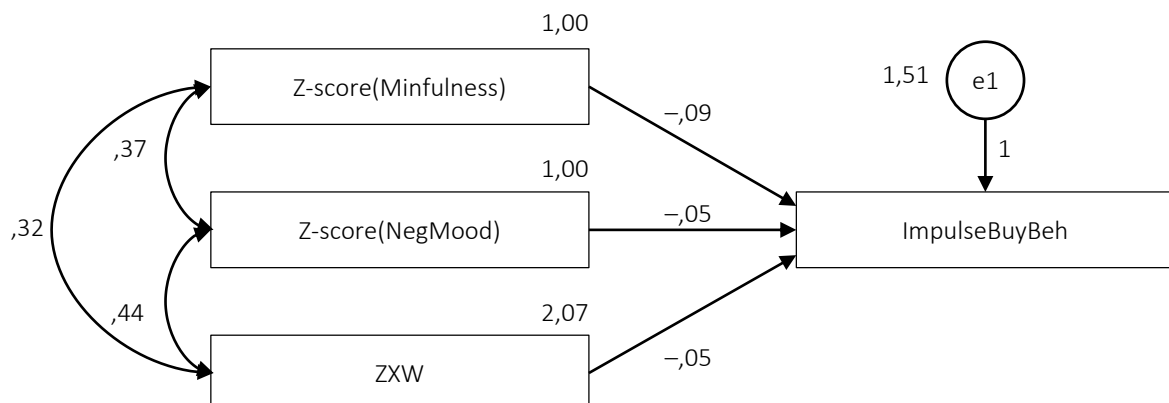 1,00
Z-score(Minfulness)
1,51
e1
–,09
,37
1
1,00
Z-score(NegMood)
–,05
ImpulseBuyBeh
,32
,44
2,07
–,05
ZXW